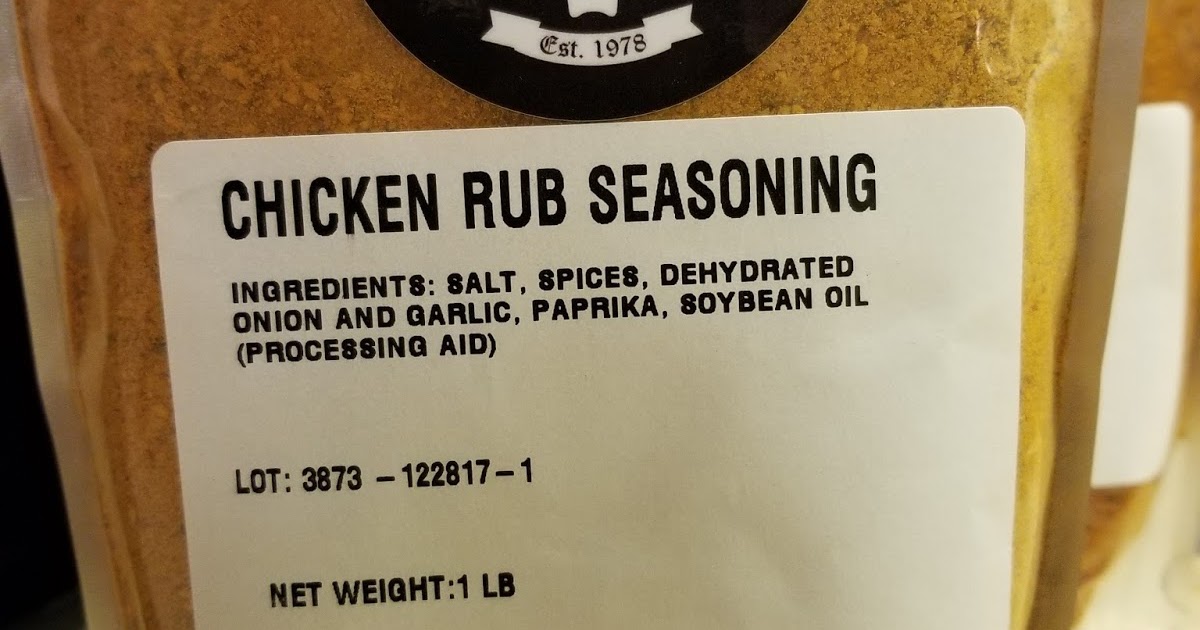 Est. 1978
CHICKEN RUB SEASONING
INGREDIENTS: SALT, SPICES, DEHYDRATED
ONION AND GARLIC, PAPRIKA, SOYBEAN OIL
(PROCESSING AID)
LOT: 3873 -122817-1
NET WEIGHT:1 LB